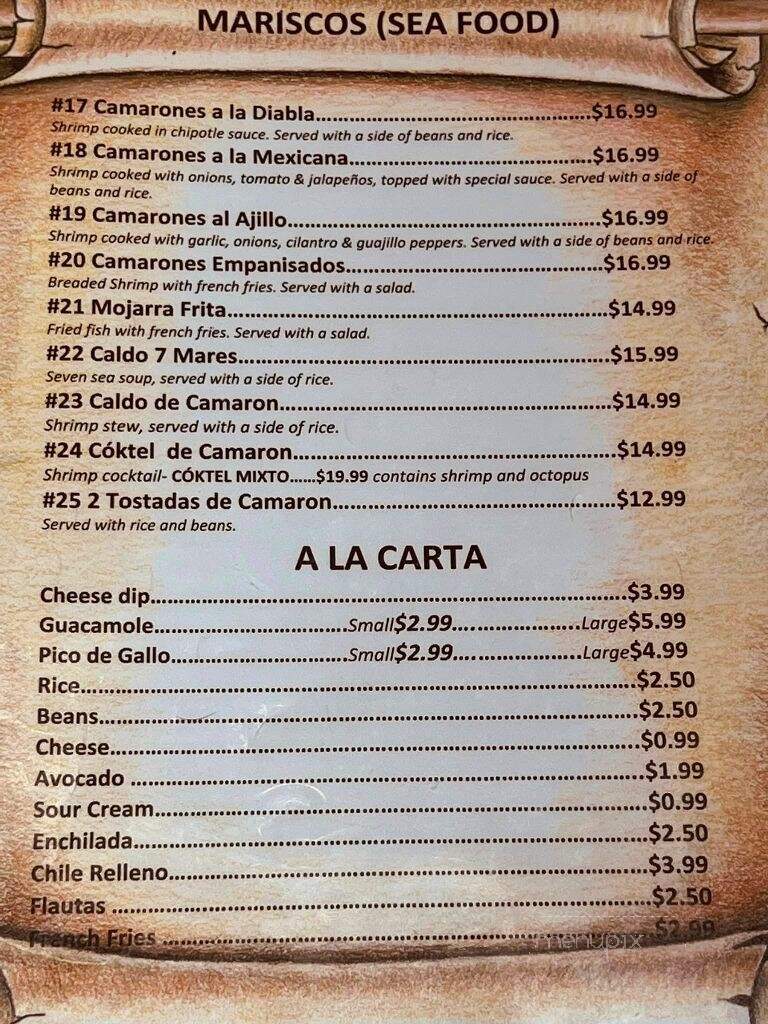 MARISCOS (SEA FOOD)
#17 Camarones a la Diabla.....................................$16.99
Shrimp cooked in chipotle sauce. Served with a side of beans and rice.
#18 Camarones a la Mexicana.................................$16.99
Shrimp cooked with onions, tomato & jalapeños, topped with special sauce. Served with a side of
beans and rice.
#19 Camarones al Ajillo...........................................$16.99
Shrimp cooked with garlic, onions, cilantro & guajillo peppers. Served with a side of beans and rice.
#20 Camarones Empanisados...................................$16.99
Breaded Shrimp with french fries. Served with a salad.
#21 Mojarra Frita....................................................$14.99
Fried fish with french fries. Served with a salad.
#22 Caldo 7 Mares...................................................$15.99
Seven sea soup, served with a side of rice.
#23 Caldo de Camaron.............................................$14.99
Shrimp stew, served with a side of rice.
#24 Cóktel de Camaron............................................$14.99
Shrimp cocktail- CÓKTEL MIXTO......$19.99 contains shrimp and octopus
#25 2 Tostadas de Camaron......................................$12.99
Served with rice and beans.
A LA CARTA
Cheese dip................................................................$3.99
Guacamole..........................Small$2.99.................Large$5.99
Pico de Gallo........................Small$2.99.................Large$4.99
Rice..........................................................................$2.50
Beans.......................................................................$2.50
Cheese.....................................................................$0.99
Avocado ..................................................................$1.99
Sour Cream..............................................................$0.99
Enchilada.................................................................$2.50
Chile Relleno............................................................$3.99
Flautas .....................................................................$2.50
French Fries .............................................................$2.99
menupix